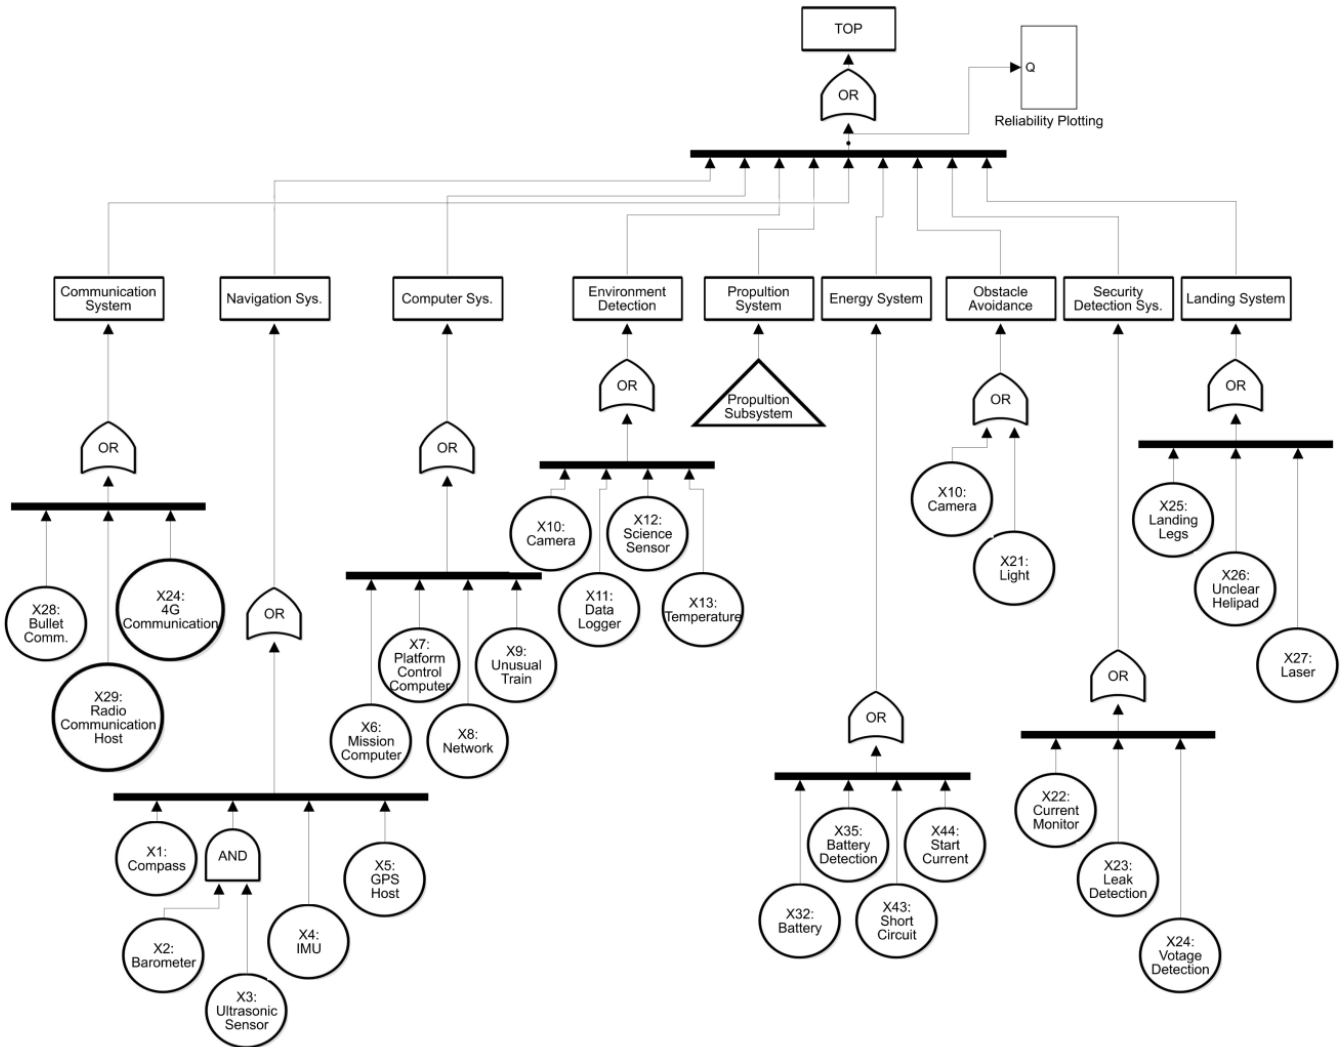 TOP
OR
Q
Reliability Plotting
Communication
System
Navigation Sys.
Computer Sys.
Environment
Detection
Propultion
System
Energy System
Obstacle
Avoidance
Security
Detection Sys.
Landing System
OR
OR
OR
Propultion
Subsystem
OR
OR
OR
X10:
Camera
X12:
Science
Sensor
X10:
Camera
X25:
Landing
Legs
X28:
Bullet
Comm.
X24:
4G
Communication
OR
X11:
Data
Logger
X13:
Temperature
X21:
Light
X26:
Unclear
Helipad
X29:
Radio
Communication
Host
X7:
Platform
Control
Computer
X9:
Unusual
Train
X27:
Laser
X6:
Mission
Computer
X8:
Network
OR
OR
X1:
Compass
AND
X5:
GPS
Host
X35:
Battery
Detection
X44:
Start
Current
X22:
Current
Monitor
X23:
Leak
Detection
X2:
Barometer
X4:
IMU
X32:
Battery
X43:
Short
Circuit
X24:
Votage
Detection
X3:
Ultrasonic
Sensor